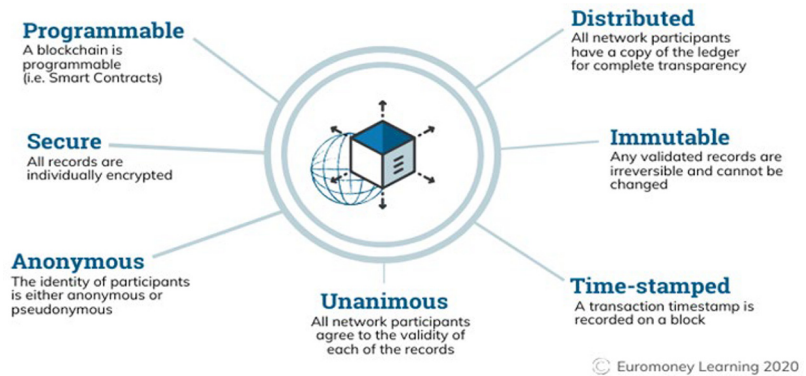 Programmable
A blockchain is
programmable
(i.e. Smart Contracts)
Secure
All records are
individually encrypted
Anonymous
The identity of participants
is either anonymous or
pseudonymous
Unanimous
All network participants
agree to the validity of
each of the records
Distributed
All network participants
have a copy of the ledger
for complete transparency
Immutable
Any validated records are
irreversible and cannot be
changed
Time-stamped
A transaction timestamp is
recorded on a block
© Euromoney Learning 2020